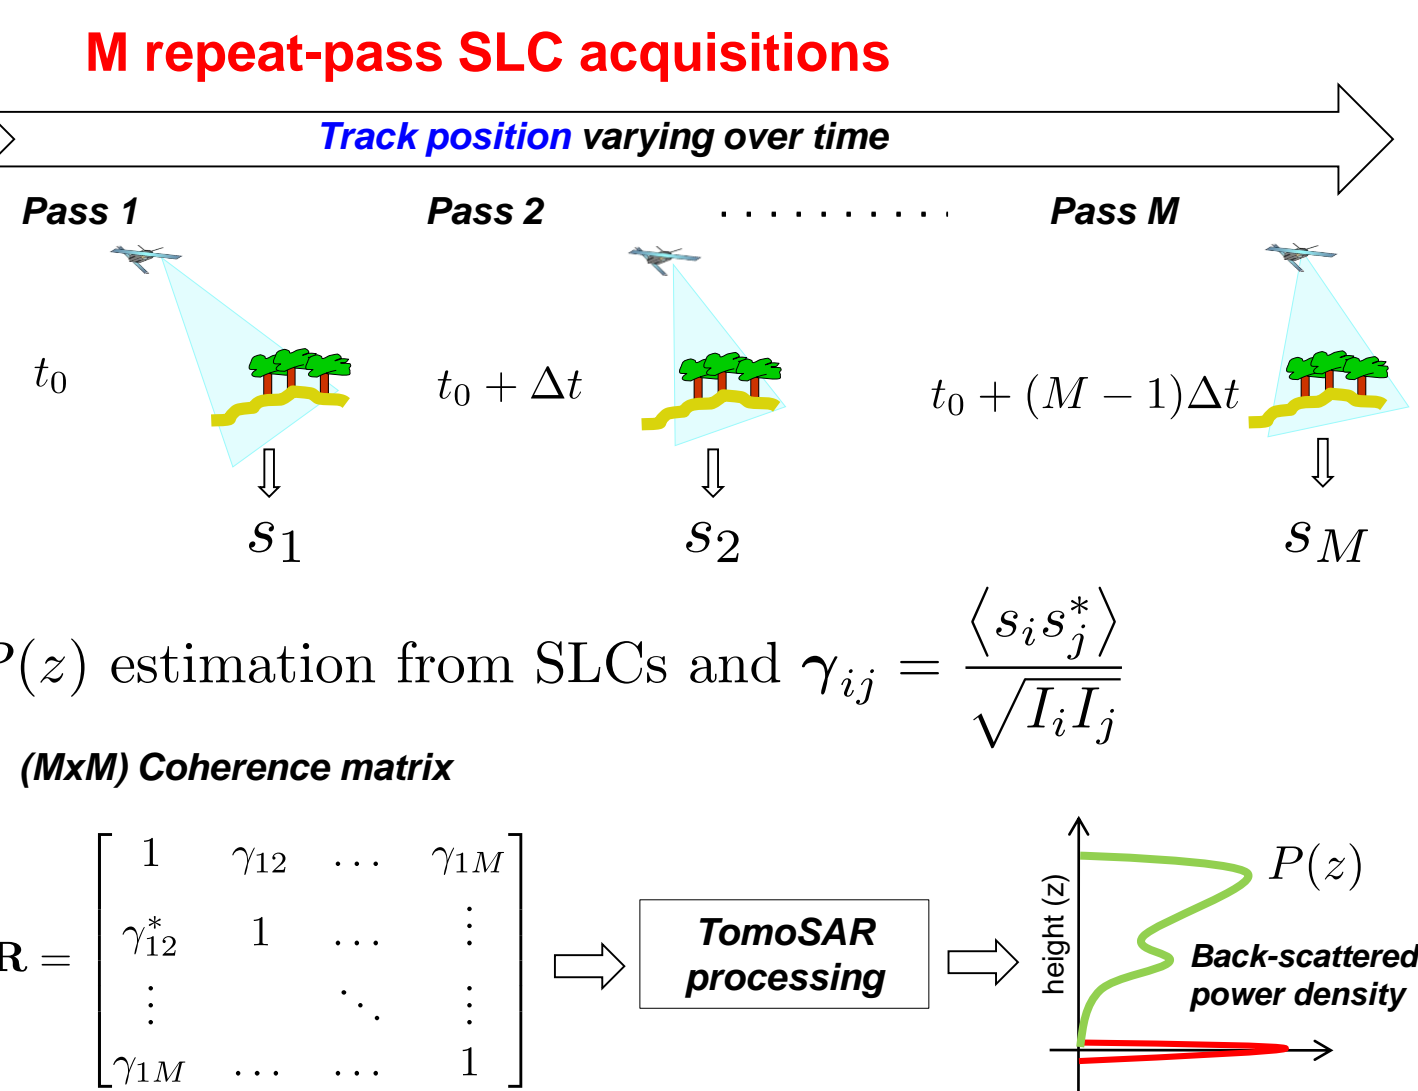 M repeat-pass SLC acquisitions
Track position varying over time
Pass 1 Pass 2 . . . . . . . . . . Pass M
t₀ t₀ + Δt t₀ + (M − 1)Δt
s₁ s₂ s_M
P(z) estimation from SLCs and γ_ij = ⟨s_i s_j*⟩ / √(I_i I_j)
(MxM) Coherence matrix
R =
1 γ₁₂ … γ_1M
γ₁₂* 1 … ⋮
⋮ ⋱ ⋮
γ_1M … … 1
TomoSAR
processing
height (z)
P(z)
Back-scattered
power density